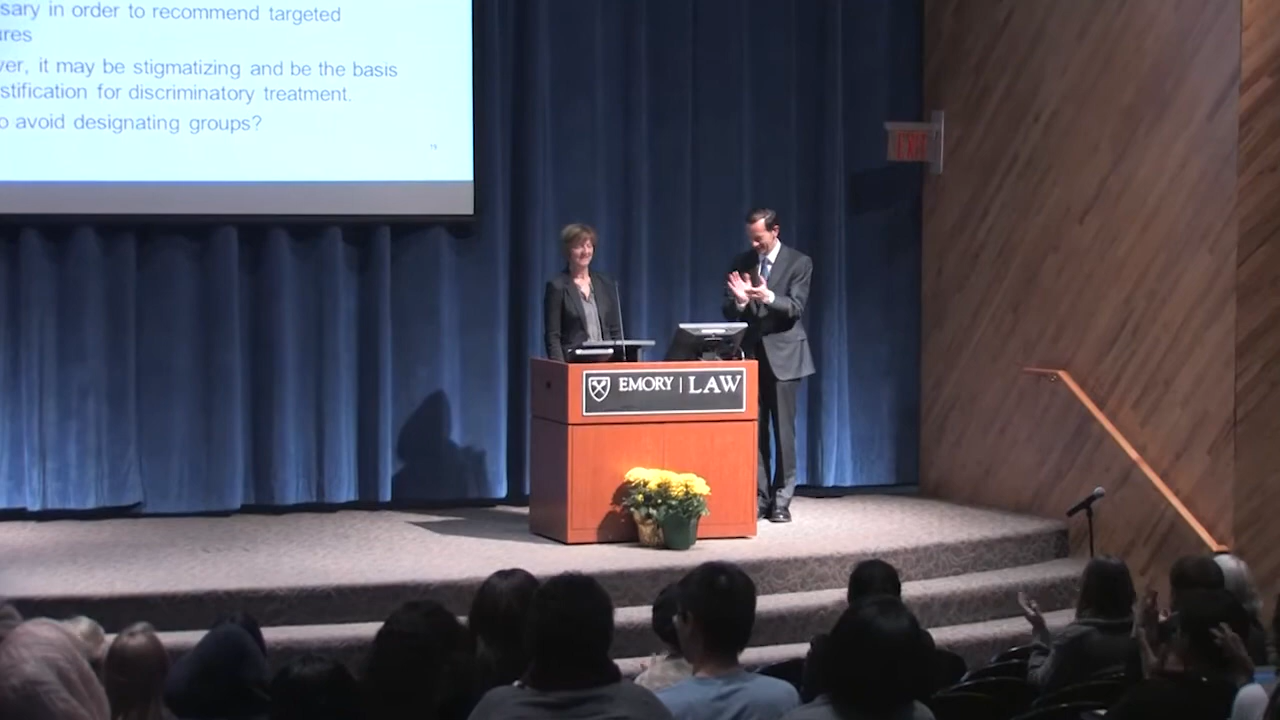 sary in order to recommend targeted
ures
ver, it may be stigmatizing and be the basis
stification for discriminatory treatment.
o avoid designating groups?
EMORY | LAW
EXIT